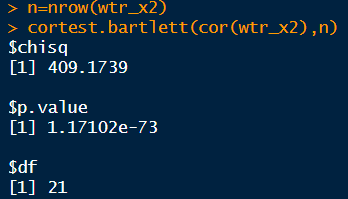 > n=nrow(wtr_x2)
> cortest.bartlett(cor(wtr_x2),n)
$chisq
[1] 409.1739
$p.value
[1] 1.17102e-73
$df
[1] 21